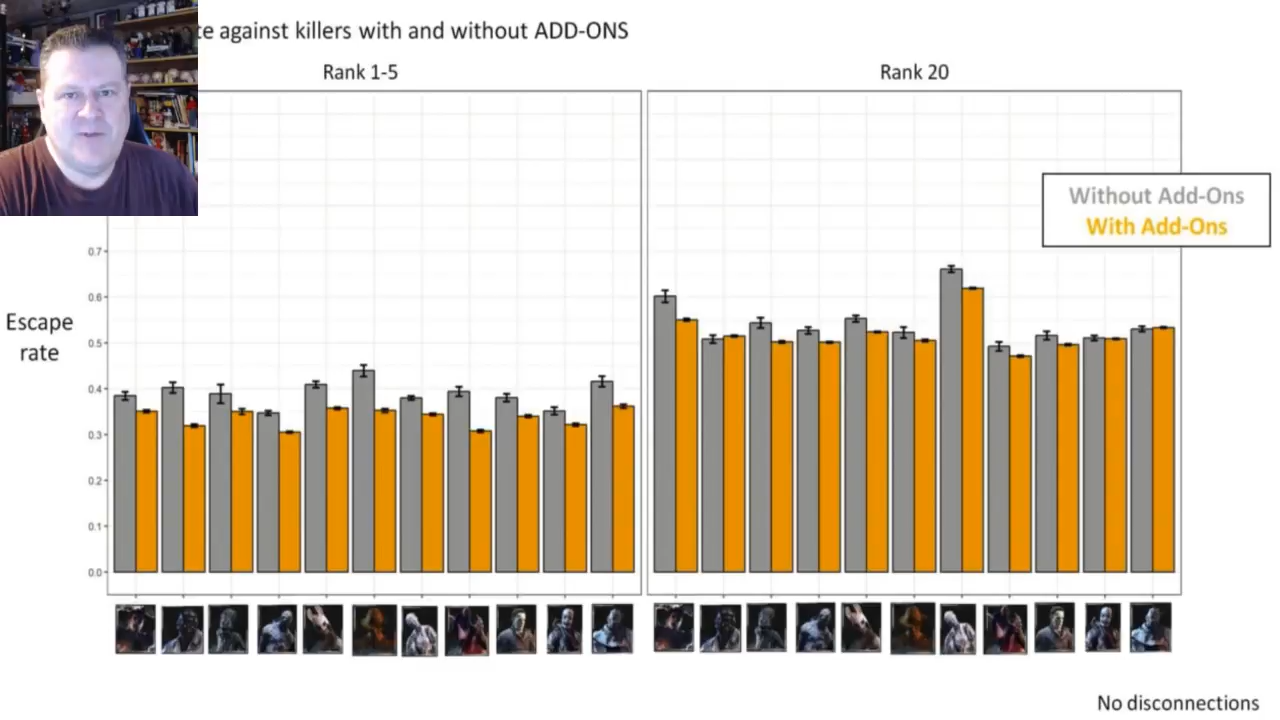 te against killers with and without ADD-ONS
Rank 1-5
Rank 20
Without Add-Ons
With Add-Ons
0.7
0.6
Escape
rate
0.5
0.4
0.3
0.2
0.1
0.0
No disconnections